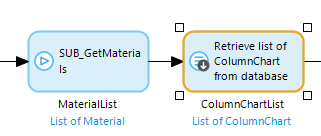 SUB_GetMateria
ls
MaterialList
List of Material
Retrieve list of
ColumnChart
from database
ColumnChartList
List of ColumnChart